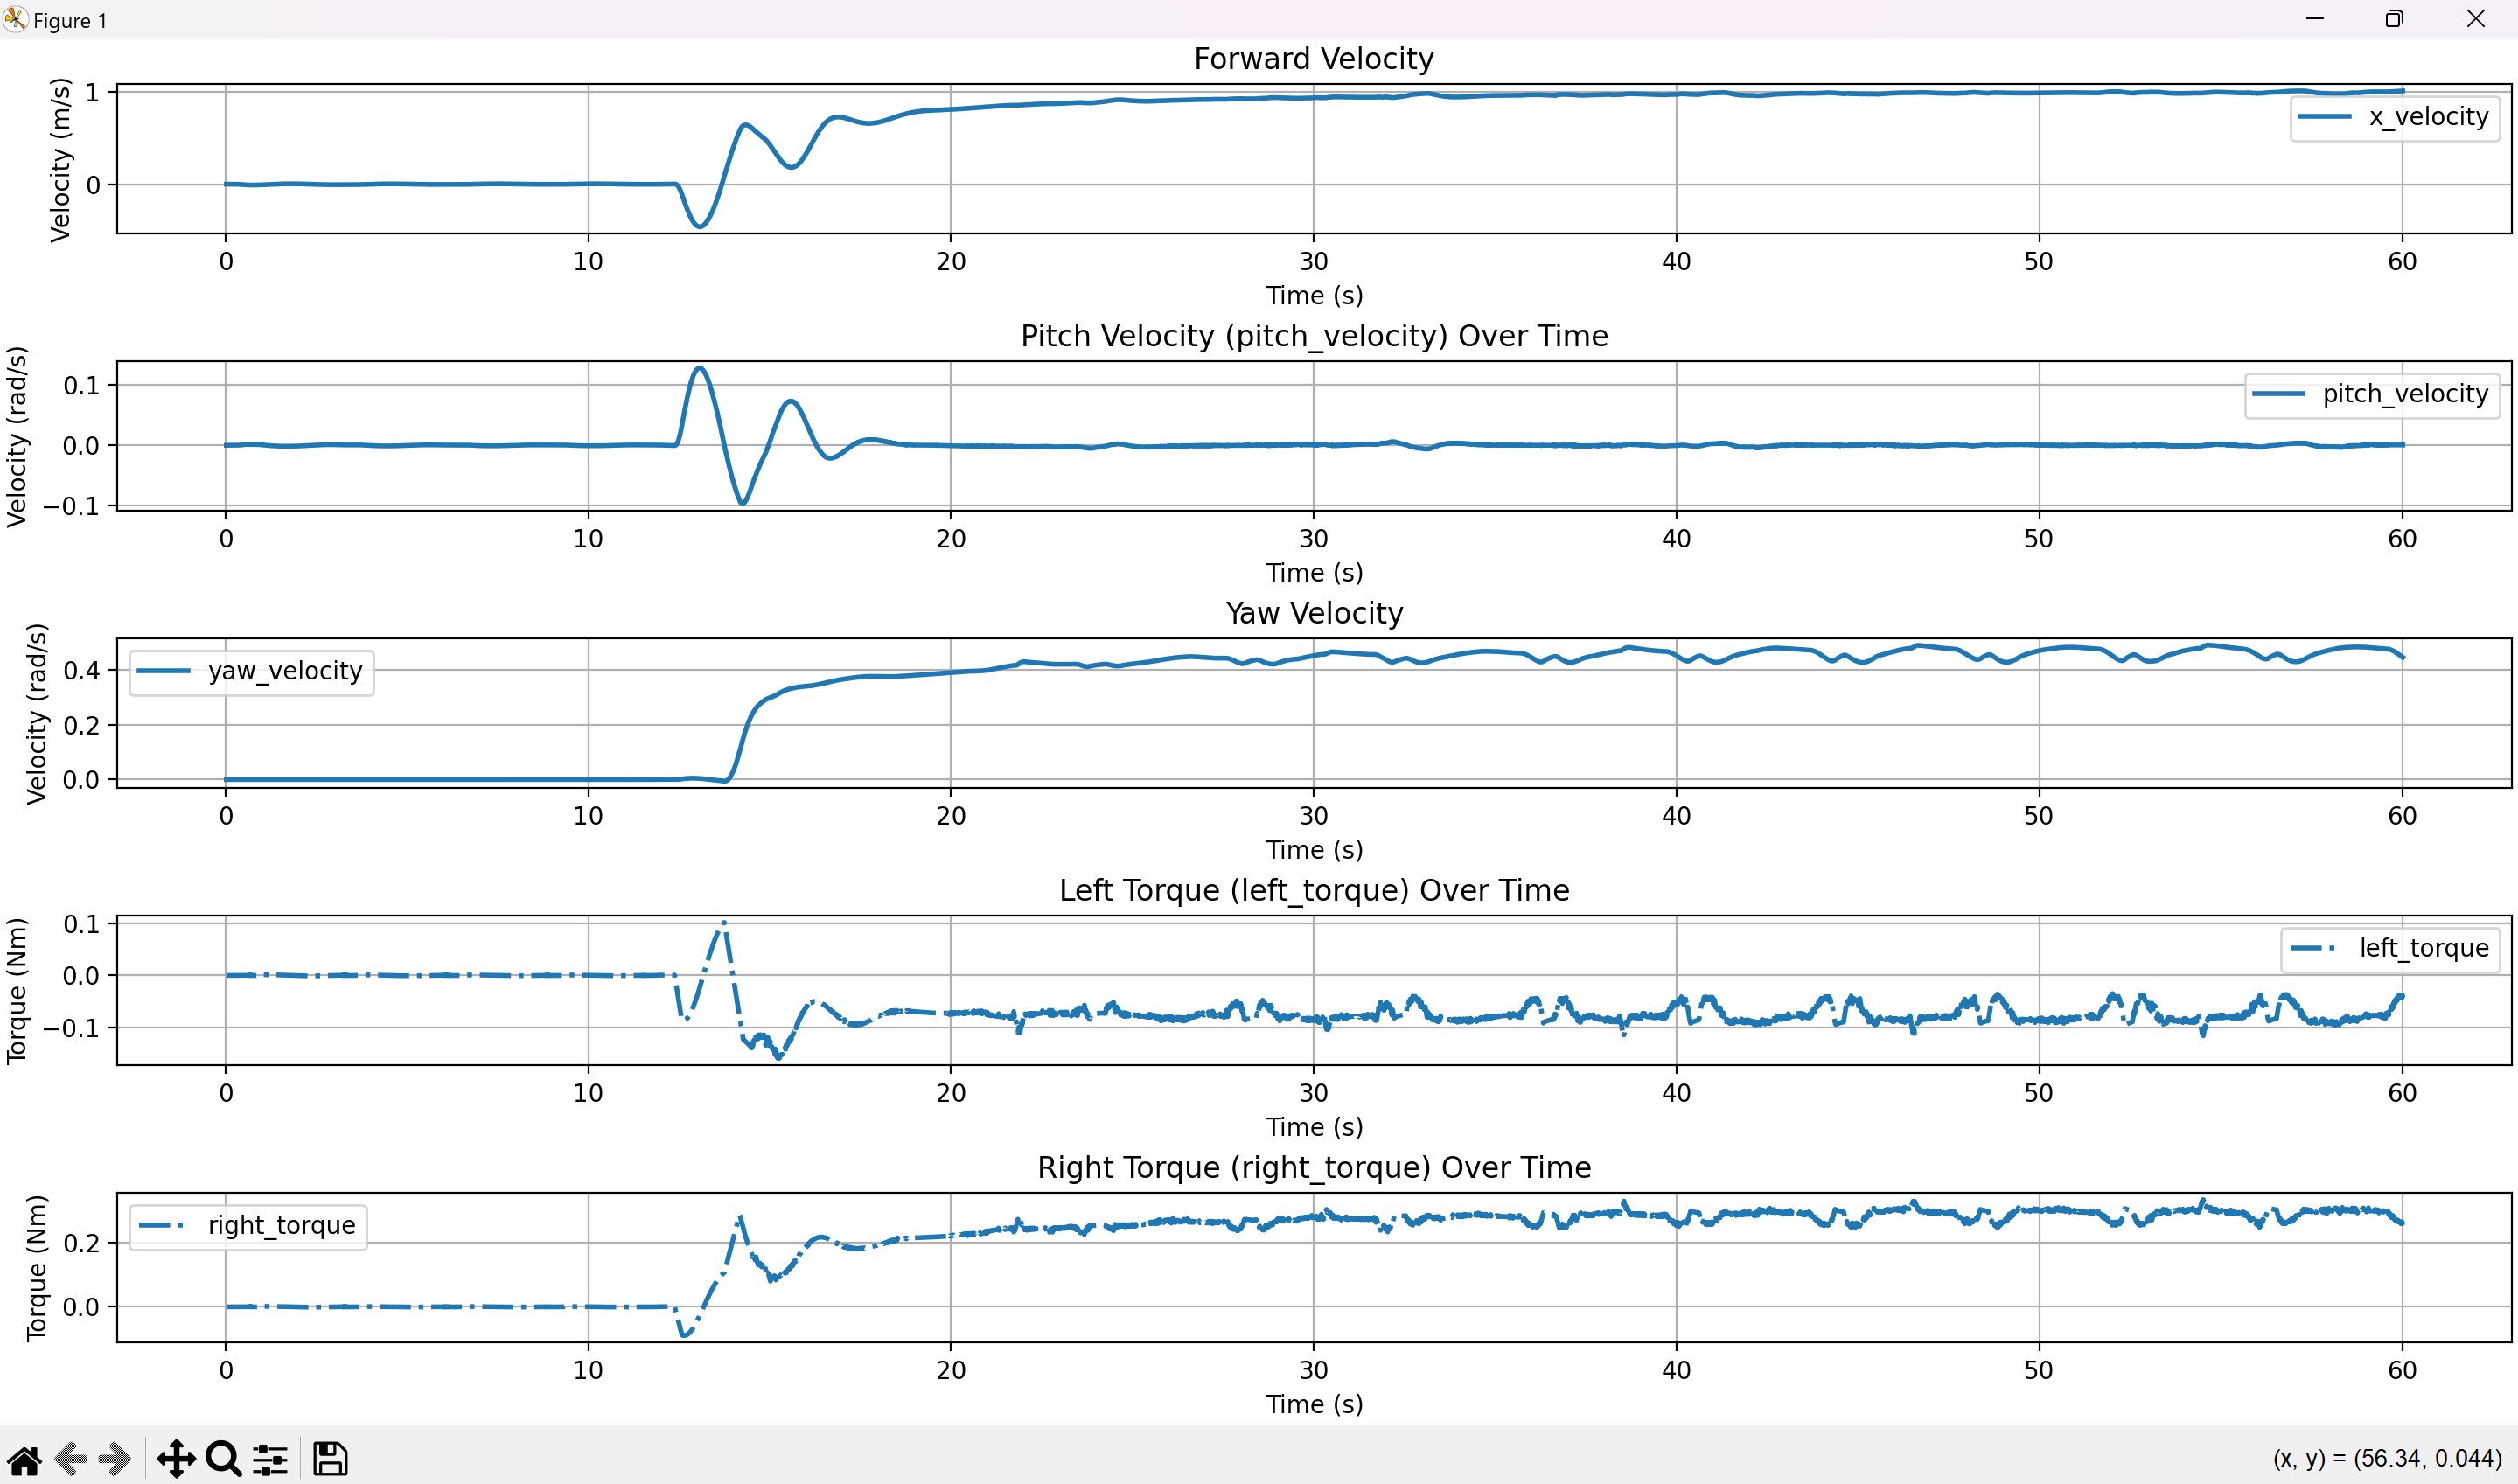 Figure 1
Forward Velocity
Velocity (m/s)
1
0
x_velocity
0 10 20 30 40 50 60
Time (s)
Pitch Velocity (pitch_velocity) Over Time
Velocity (rad/s)
0.1
0.0
−0.1
pitch_velocity
0 10 20 30 40 50 60
Time (s)
Yaw Velocity
Velocity (rad/s)
0.4
0.2
0.0
yaw_velocity
0 10 20 30 40 50 60
Time (s)
Left Torque (left_torque) Over Time
Torque (Nm)
0.1
0.0
−0.1
left_torque
0 10 20 30 40 50 60
Time (s)
Right Torque (right_torque) Over Time
Torque (Nm)
0.2
0.0
right_torque
0 10 20 30 40 50 60
Time (s)
(x, y) = (56.34, 0.044)